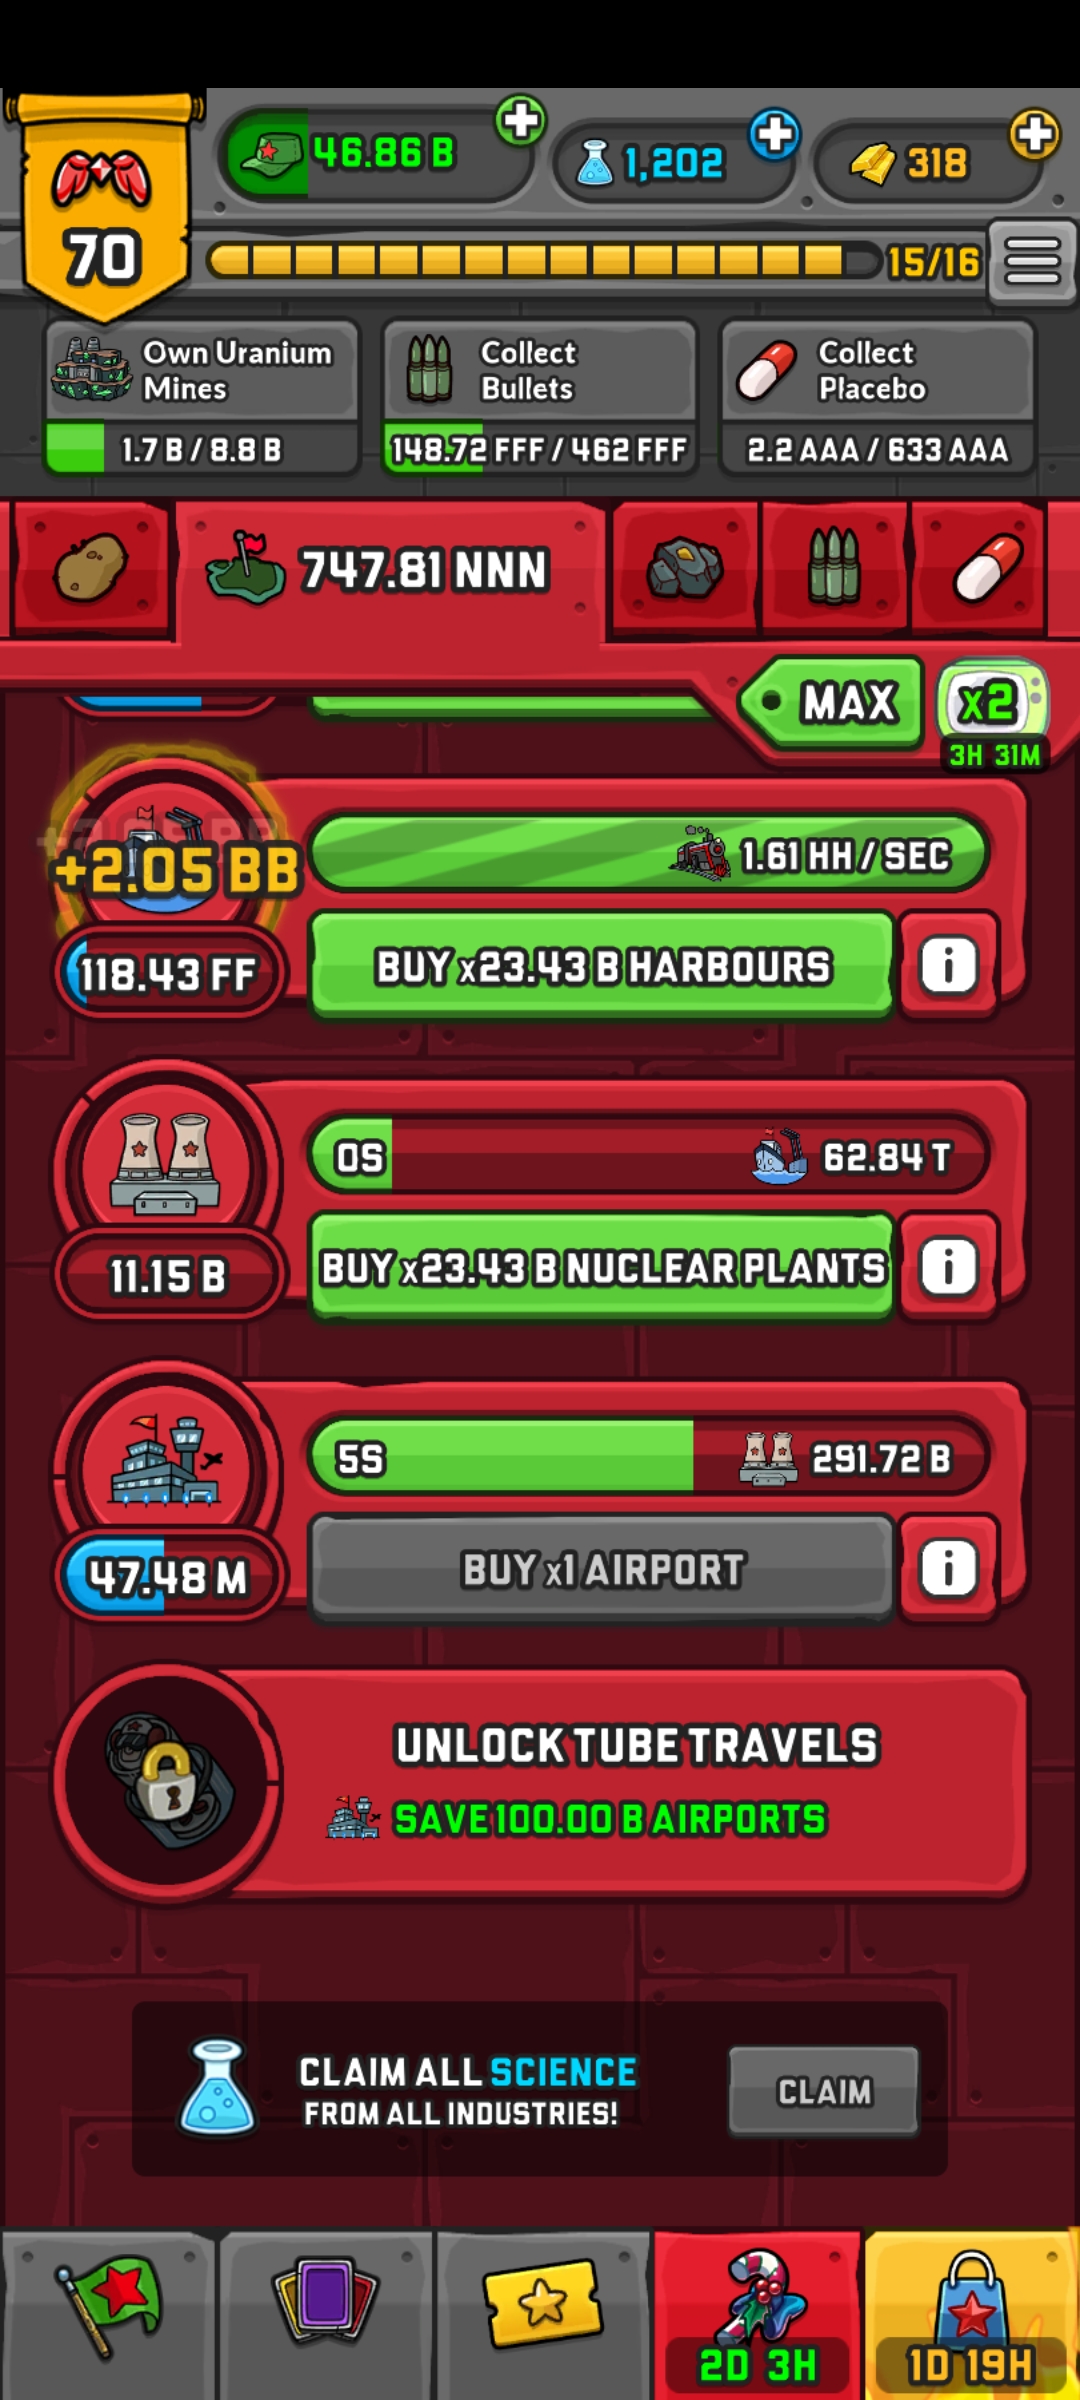 46.86 B
1,202
318
70
15/16
Own Uranium
Mines
1.7 B / 8.8 B
Collect
Bullets
148.72 FFF / 462 FFF
Collect
Placebo
2.2 AAA / 633 AAA
747.81 NNN
MAX
x2
3H 31M
+2.05 BB
+2.05 BB
1.61 HH / SEC
118.43 FF
BUY x23.43 B HARBOURS
i
0S
62.84 T
11.15 B
BUY x23.43 B NUCLEAR PLANTS
i
5S
291.72 B
47.48 M
BUY x1 AIRPORT
i
UNLOCK TUBE TRAVELS
SAVE 100.00 B AIRPORTS
CLAIM ALL SCIENCE
FROM ALL INDUSTRIES!
CLAIM
2D 3H
1D 19H